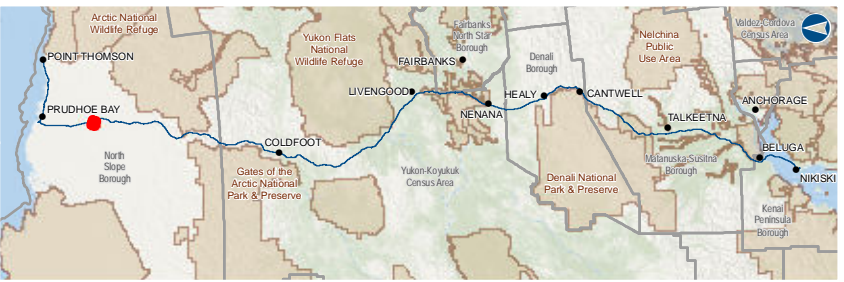 Arctic National
Wildlife Refuge
POINT THOMSON
PRUDHOE BAY
North
Slope
Borough
COLDFOOT
Gates of the
Arctic National
Park & Preserve
Yukon Flats
National
Wildlife Refuge
LIVENGOOD
Fairbanks
North Star
Borough
FAIRBANKS
NENANA
Yukon-Koyukuk
Census Area
Denali
Borough
HEALY
CANTWELL
Denali National
Park & Preserve
Nelchina
Public
Use Area
TALKEETNA
Matanuska-Susitna
Borough
Valdez-Cordova
Census Area
ANCHORAGE
BELUGA
NIKISKI
Kenai
Peninsula
Borough